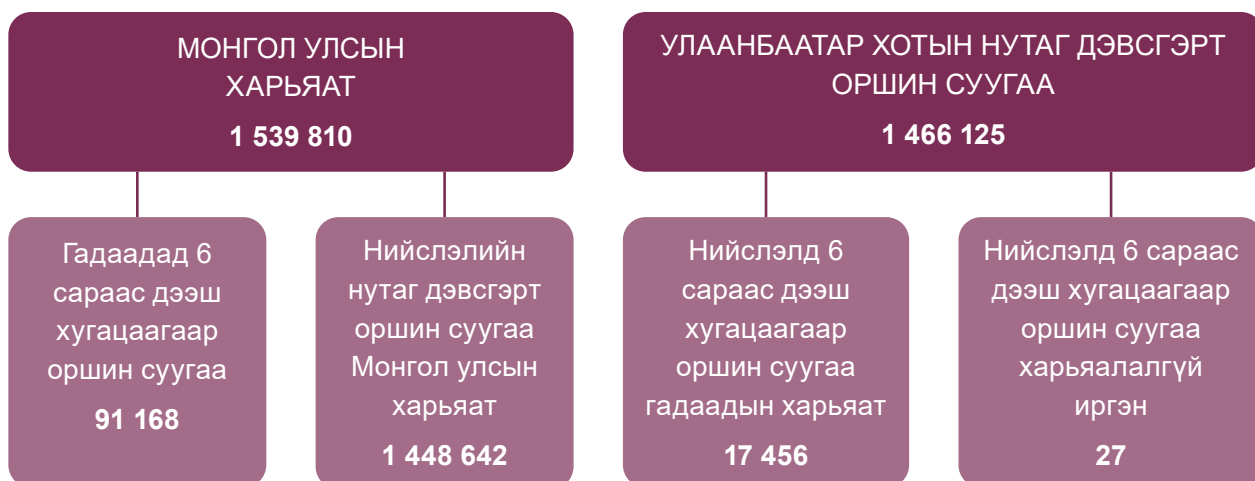 МОНГОЛ УЛСЫН
ХАРЬЯАТ
1 539 810
УЛААНБААТАР ХОТЫН НУТАГ ДЭВСГЭРТ
ОРШИН СУУГАА
1 466 125
Гадаадад 6
сараас дээш
хугацаагаар
оршин суугаа
91 168
Нийслэлийн
нутаг дэвсгэрт
оршин суугаа
Монгол улсын
харьяат
1 448 642
Нийслэлд 6
сараас дээш
хугацаагаар
оршин суугаа
гадаадын харьяат
17 456
Нийслэлд 6 сараас
дээш хугацаагаар
оршин суугаа
харьяалалгүй
иргэн
27